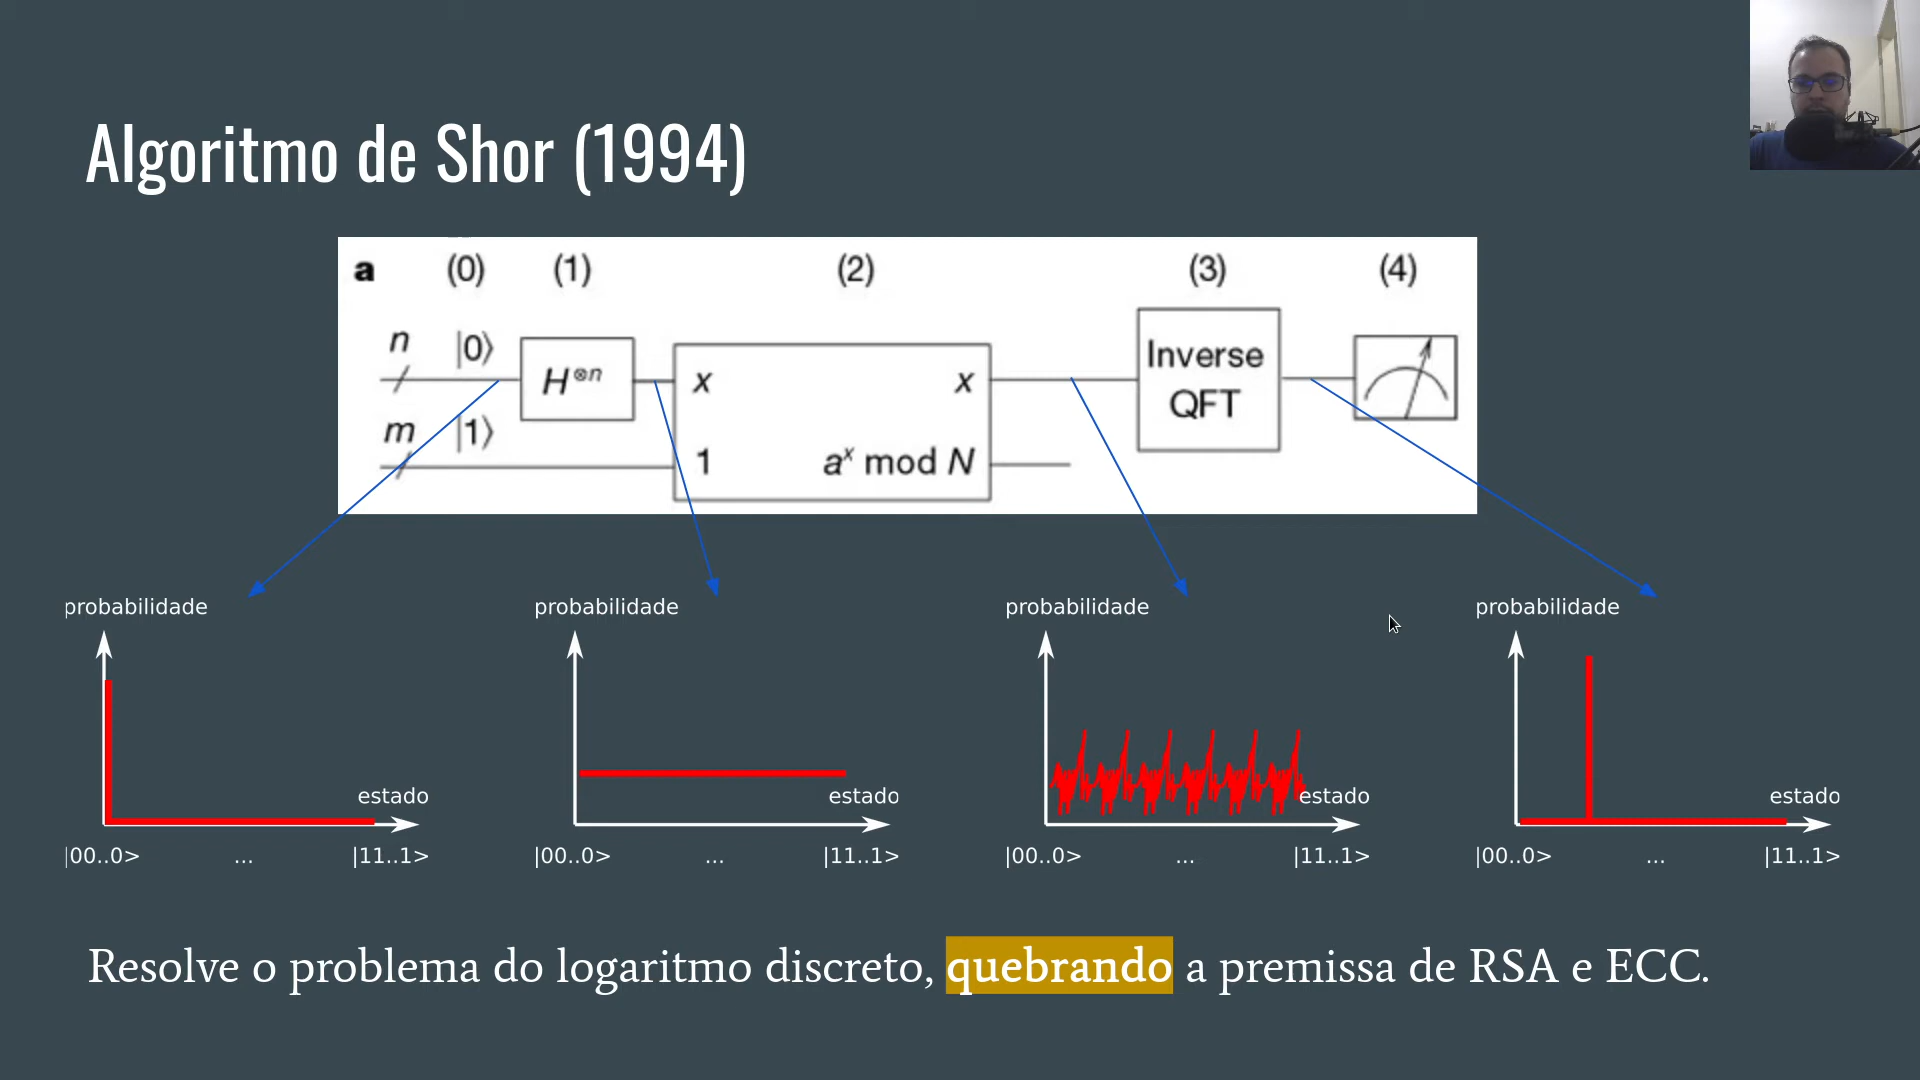 Algoritmo de Shor (1994)
a (0) (1) (2) (3) (4)
n |0⟩
H⊗n
x x
Inverse
QFT
m |1⟩
1 aˣ mod N
probabilidade probabilidade probabilidade probabilidade
estado estado estado estado
|00..0> ... |11..1> |00..0> ... |11..1> |00..0> ... |11..1> |00..0> ... |11..1>
Resolve o problema do logaritmo discreto, quebrando a premissa de RSA e ECC.